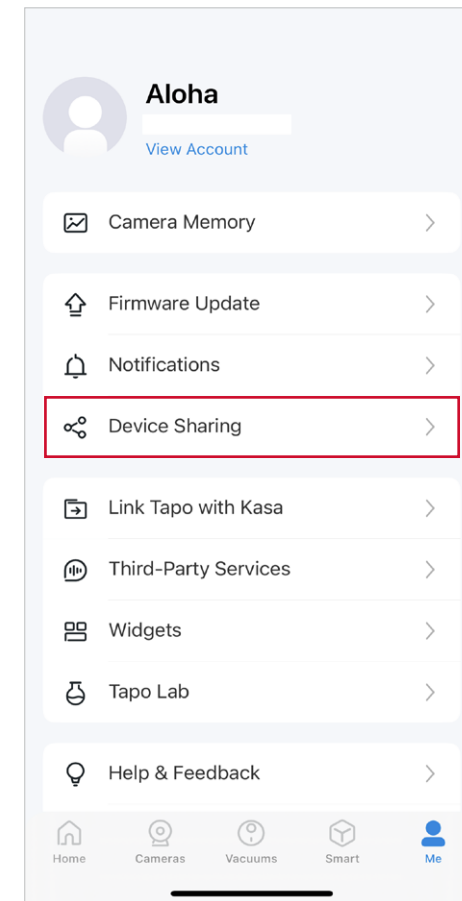 Aloha
View Account
Camera Memory
Firmware Update
Notifications
Device Sharing
Link Tapo with Kasa
Third-Party Services
Widgets
Tapo Lab
Help & Feedback
Home Cameras Vacuums Smart Me